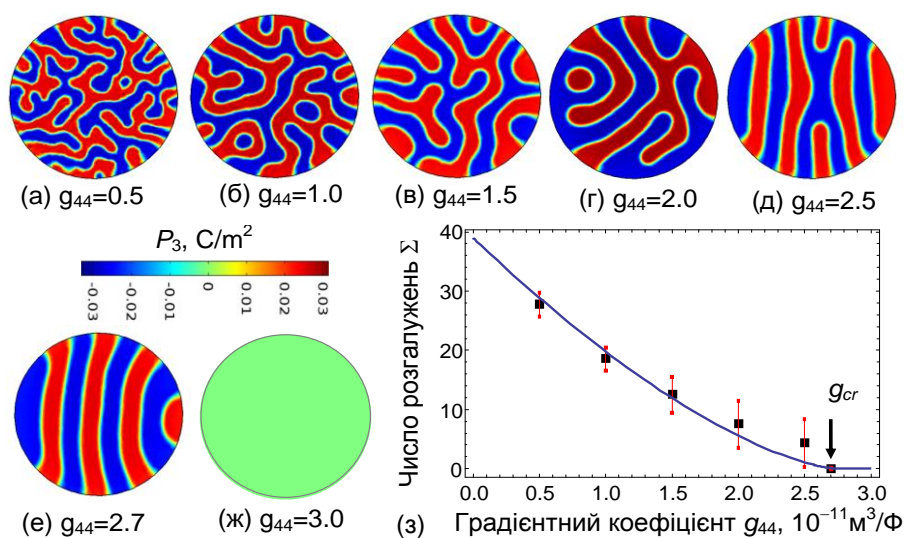 (а) g44=0.5
(б) g44=1.0
(в) g44=1.5
(г) g44=2.0
(д) g44=2.5
P3, C/m²
-0.03
-0.02
-0.01
0
0.01
0.02
0.03
(е) g44=2.7
(ж) g44=3.0
Число розгалужень Σ
40
30
20
10
0
gcr
0.0 0.5 1.0 1.5 2.0 2.5 3.0
(з) Градієнтний коефіцієнт g44, 10⁻¹¹м³/Ф